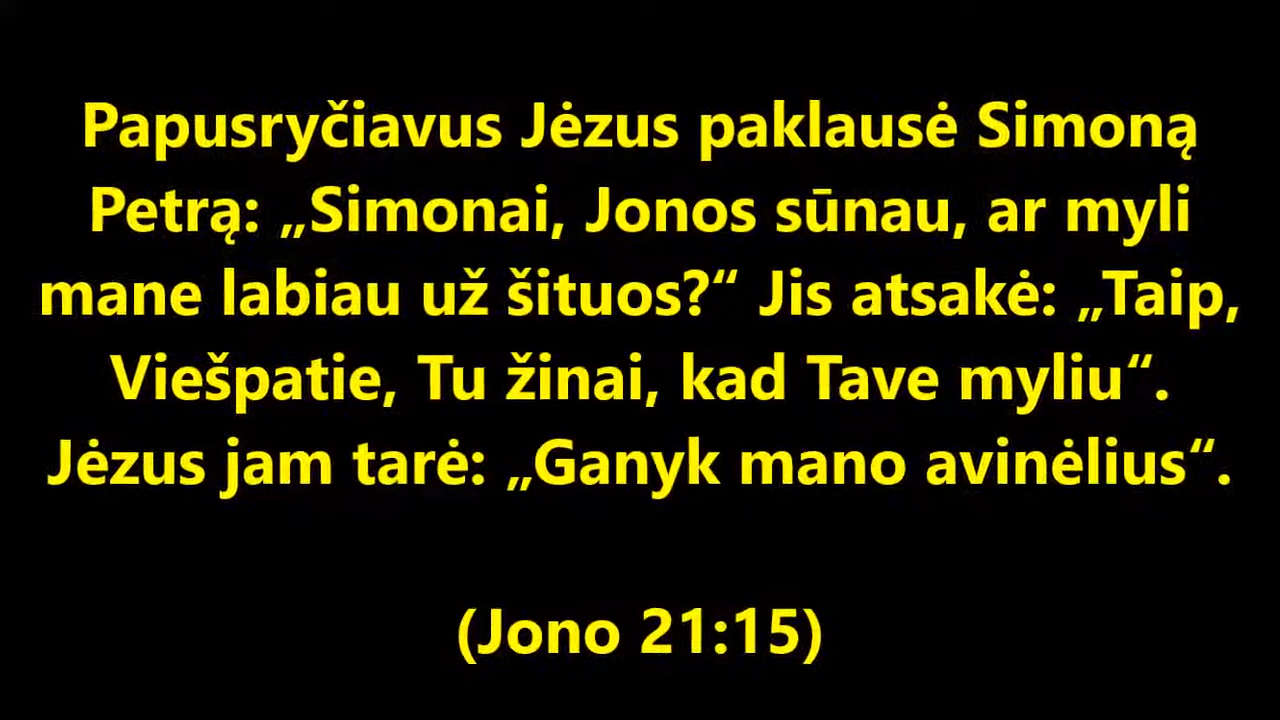 Papusryčiavus Jėzus paklausė Simoną
Petrą: „Simonai, Jonos sūnau, ar myli
mane labiau už šituos?“ Jis atsakė: „Taip,
Viešpatie, Tu žinai, kad Tave myliu“.
Jėzus jam tarė: „Ganyk mano avinėlius“.
(Jono 21:15)